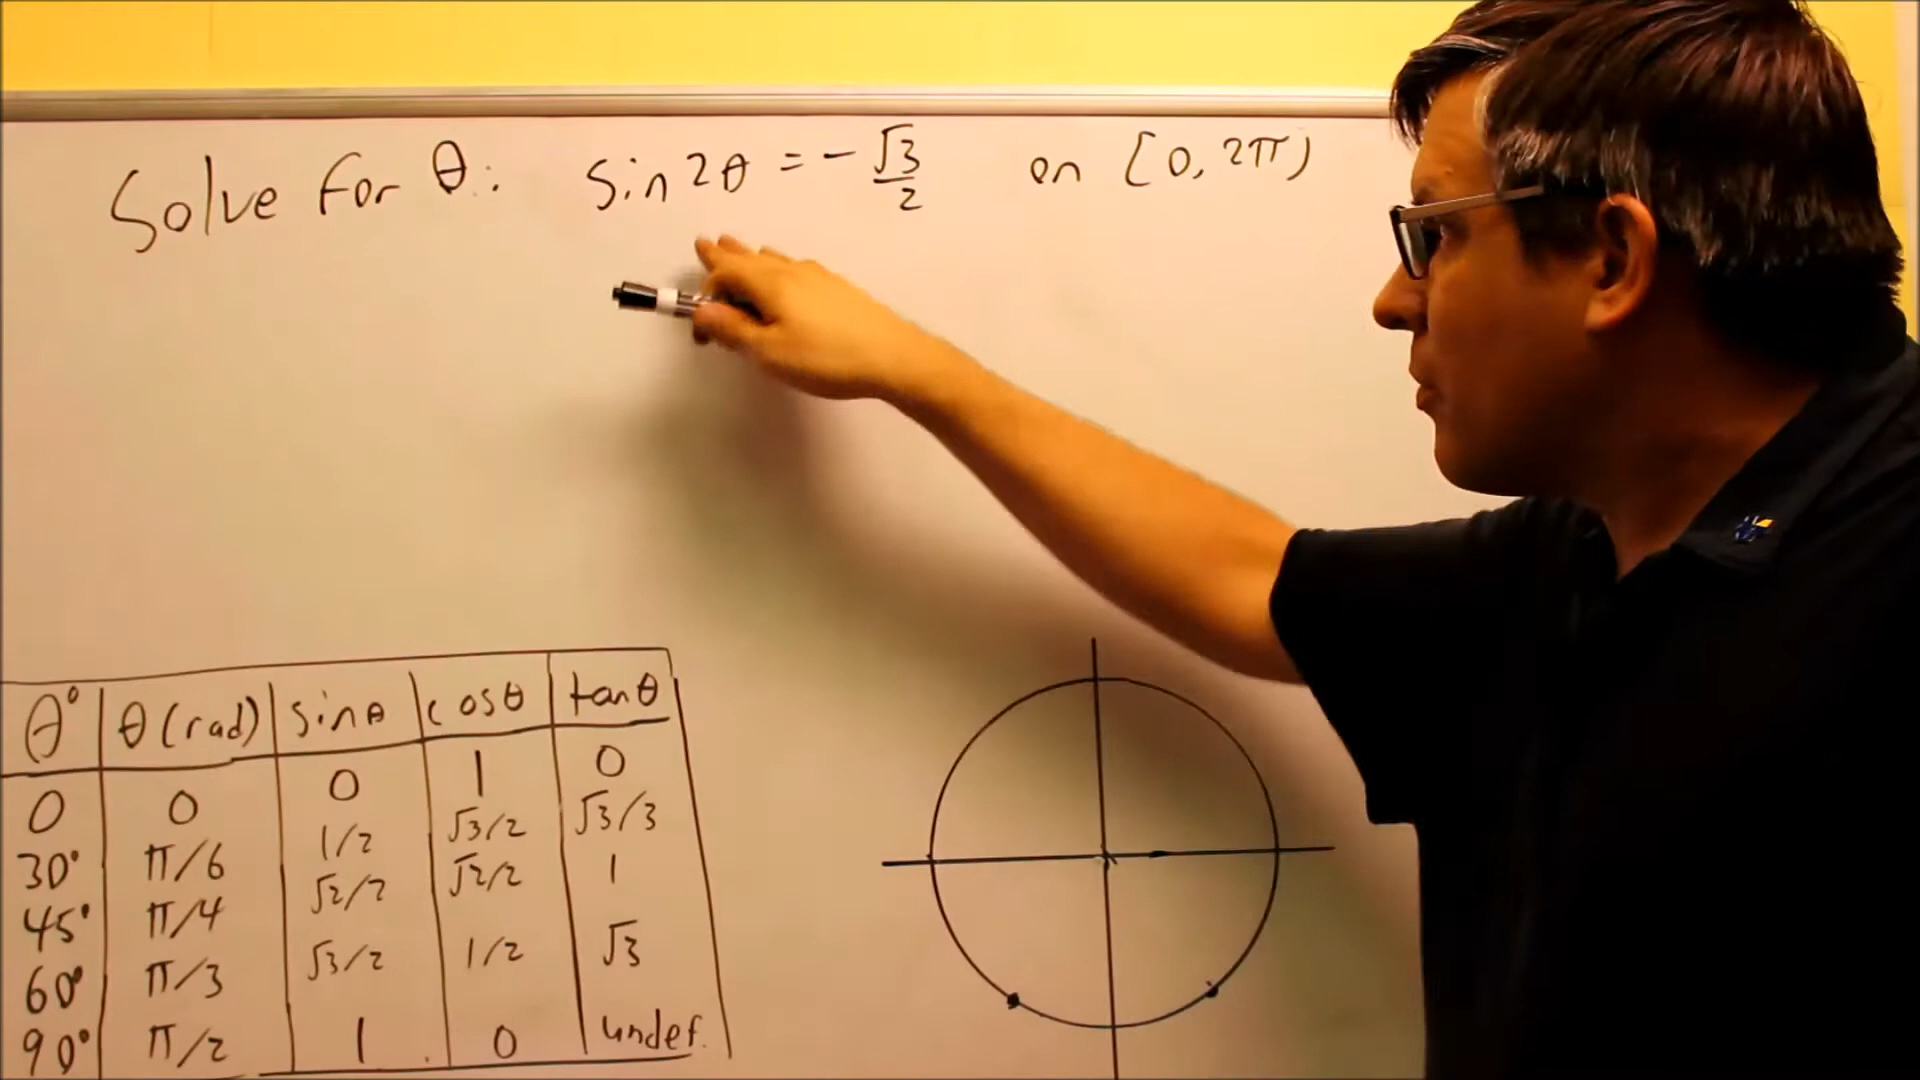 Solve for θ: sin 2θ = -√3/2 on [0, 2π)
θ° θ (rad) sin θ cos θ tan θ
0 0 0 1 0
30° π/6 1/2 √3/2 √3/3
45° π/4 √2/2 √2/2 1
60° π/3 √3/2 1/2 √3
90° π/2 1 0 undef.